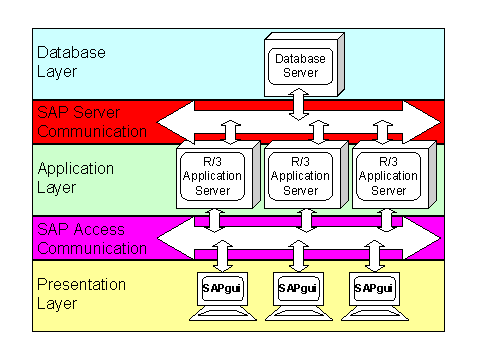 Database
Layer
Database
Server
SAP Server
Communication
Application
Layer
R/3
Application
Server
R/3
Application
Server
R/3
Application
Server
SAP Access
Communication
Presentation
Layer
SAPgui
SAPgui
SAPgui